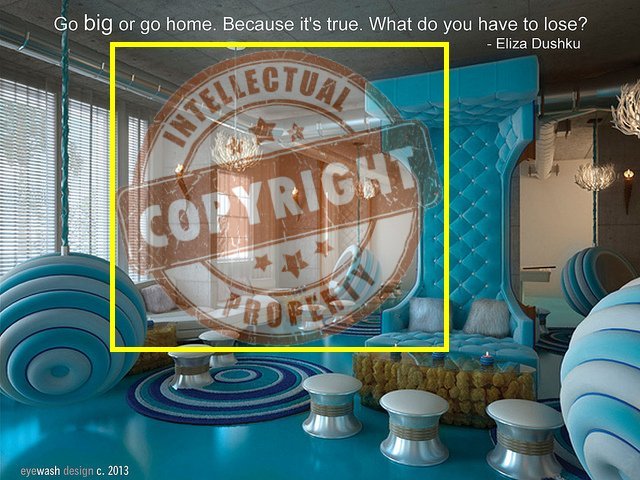 Go big or go home. Because it's true. What do you have to lose?
- Eliza Dushku
INTELLECTUAL
COPYRIGHT
PROPERTY
eyewash design c. 2013